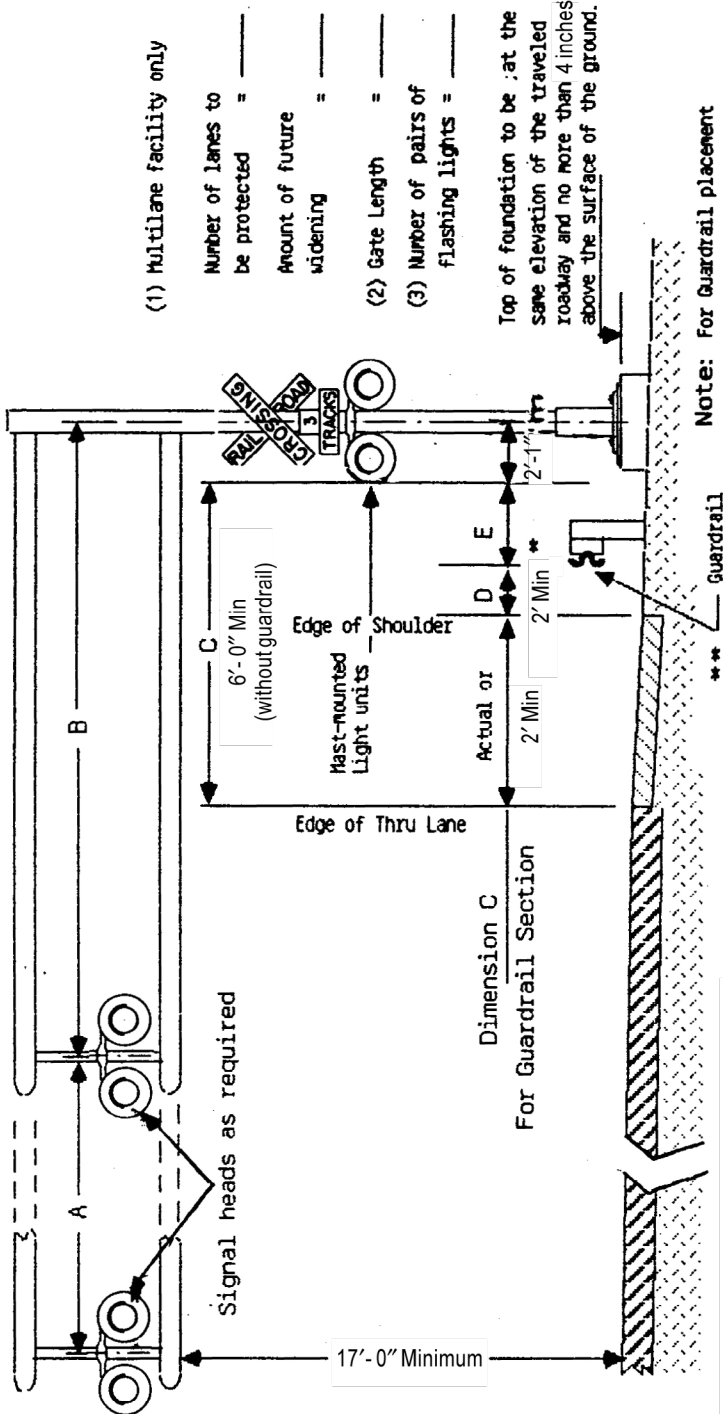 (1) Multilane facility only
Number of lanes to
be protected =
Amount of future
widening =
(2) Gate Length =
(3) Number of pairs of
flashing lights =
Top of foundation to be ;at the
same elevation of the traveled
roadway and no more than 4 inches
above the surface of the ground.
A
B
Signal heads as required
RAIL ROAD
CROSSING
3
TRACKS
C
6'-0" Min
(without guardrail)
Edge of Shoulder
Mast-mounted
Light units
Edge of Thru Lane
Dimension C
For Guardrail Section
Actual or
2' Min
D
2' Min **
E
2'-1"
17'-0" Minimum
** Guardrail
Note: For Guardrail placement